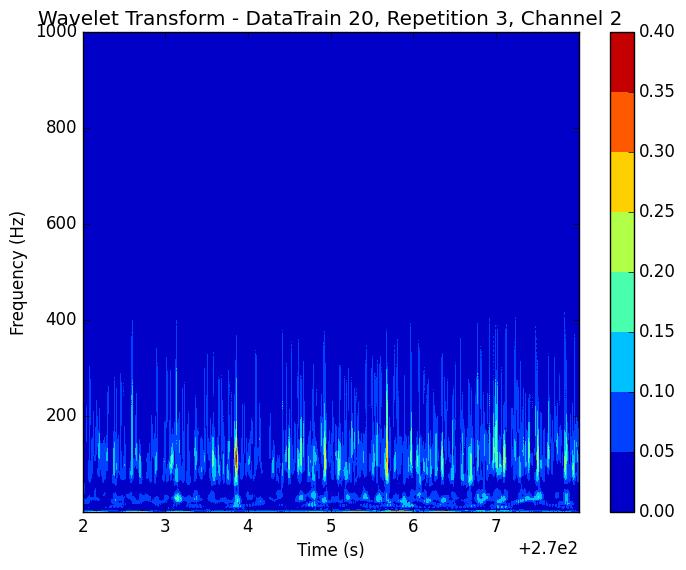 Wavelet Transform - DataTrain 20, Repetition 3, Channel 2
1000
800
600
400
200
Frequency (Hz)
2 3 4 5 6 7
Time (s)
+2.7e2
0.40
0.35
0.30
0.25
0.20
0.15
0.10
0.05
0.00